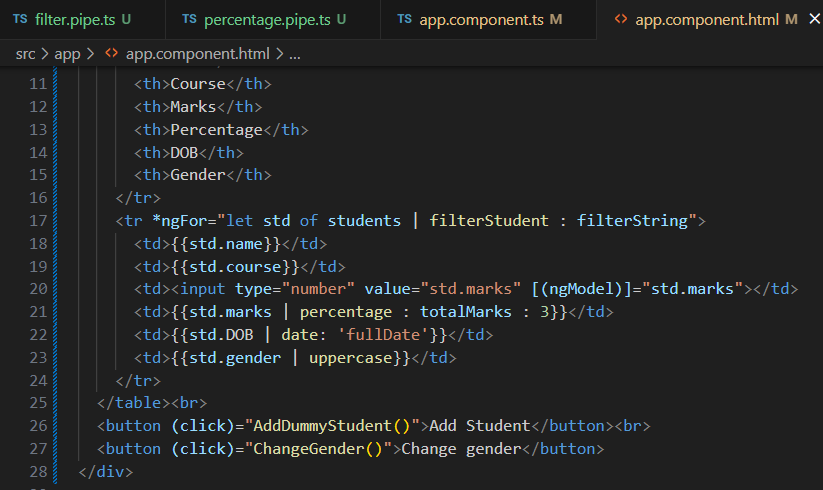 TS filter.pipe.ts U TS percentage.pipe.ts U TS app.component.ts M <> app.component.html M ×
src > app > <> app.component.html > ...
11 <th>Course</th>
12 <th>Marks</th>
13 <th>Percentage</th>
14 <th>DOB</th>
15 <th>Gender</th>
16 </tr>
17 <tr *ngFor="let std of students | filterStudent : filterString">
18 <td>{{std.name}}</td>
19 <td>{{std.course}}</td>
20 <td><input type="number" value="std.marks" [(ngModel)]="std.marks"></td>
21 <td>{{std.marks | percentage : totalMarks : 3}}</td>
22 <td>{{std.DOB | date: 'fullDate'}}</td>
23 <td>{{std.gender | uppercase}}</td>
24 </tr>
25 </table><br>
26 <button (click)="AddDummyStudent()">Add Student</button><br>
27 <button (click)="ChangeGender()">Change gender</button>
28 </div>